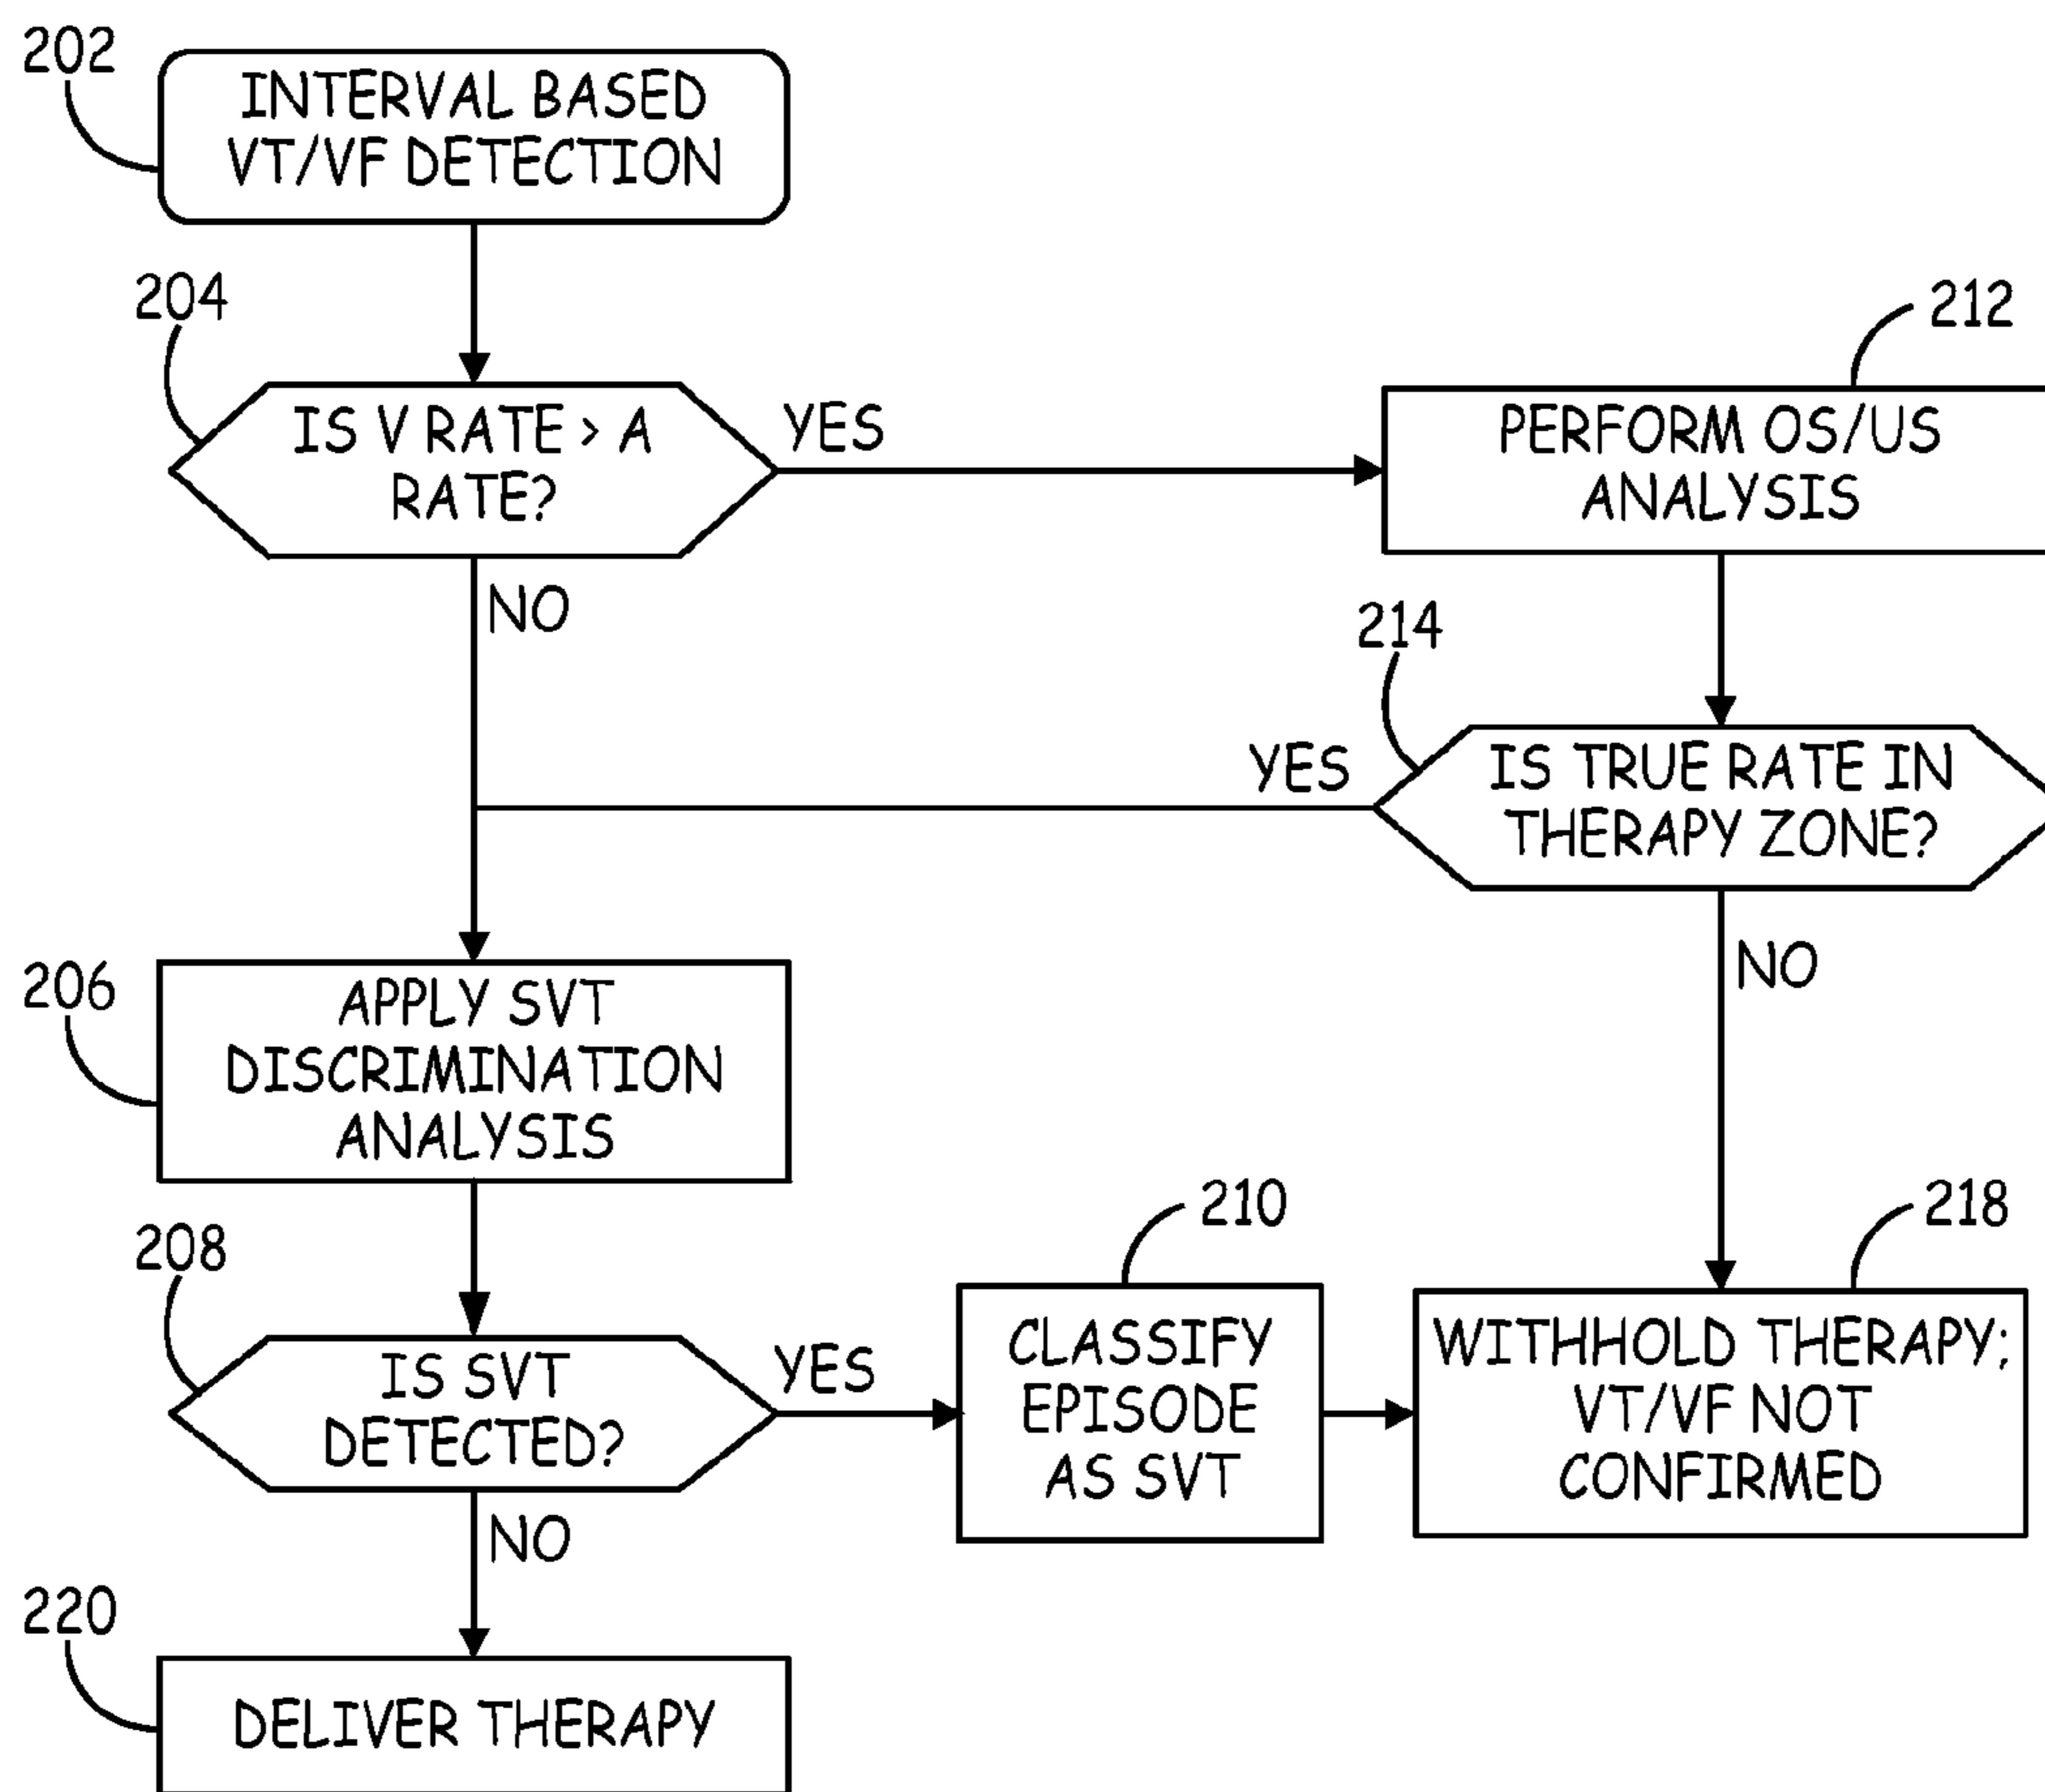 202
INTERVAL BASED
VT/VF DETECTION
204
IS V RATE > A
RATE?
YES
NO
212
PERFORM OS/US
ANALYSIS
214
YES
IS TRUE RATE IN
THERAPY ZONE?
NO
206
APPLY SVT
DISCRIMINATION
ANALYSIS
208
IS SVT
DETECTED?
YES
NO
210
CLASSIFY
EPISODE
AS SVT
218
WITHHOLD THERAPY;
VT/VF NOT
CONFIRMED
220
DELIVER THERAPY